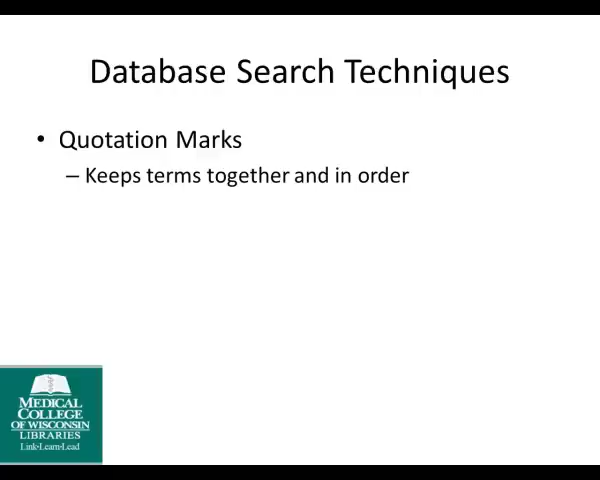 Database Search Techniques
• Quotation Marks
– Keeps terms together and in order
MEDICAL
COLLEGE
OF WISCONSIN
LIBRARIES
Link•Learn•Lead